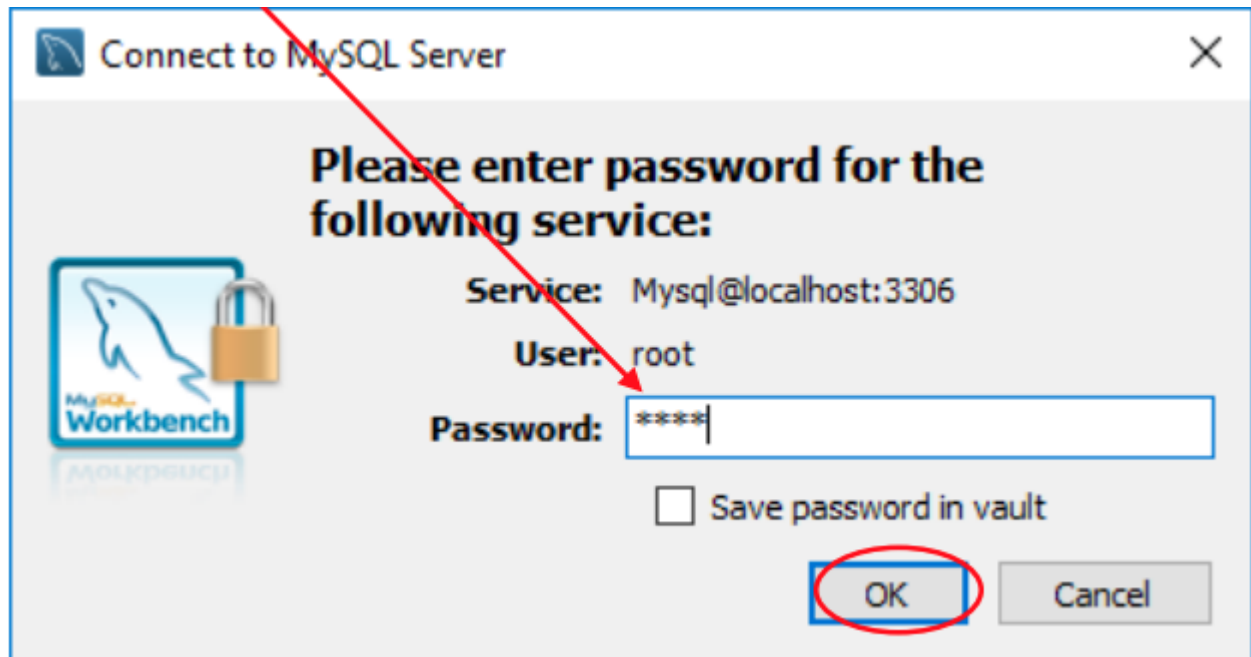 Connect to MySQL Server
Please enter password for the
following service:
Service: Mysql@localhost:3306
User: root
Password: ****
Save password in vault
OK Cancel
MySQL
Workbench